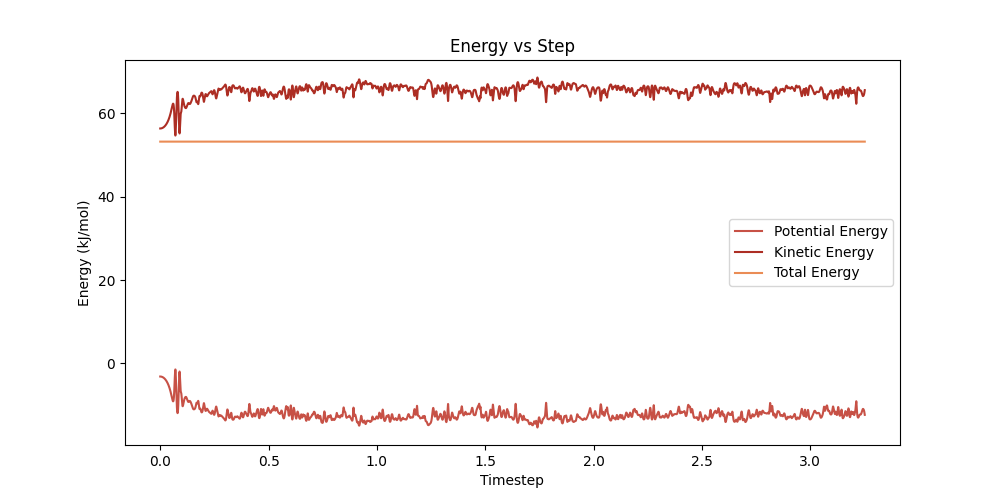 Energy vs Step
Energy (kJ/mol)
60
40
20
0
Potential Energy
Kinetic Energy
Total Energy
0.0 0.5 1.0 1.5 2.0 2.5 3.0
Timestep